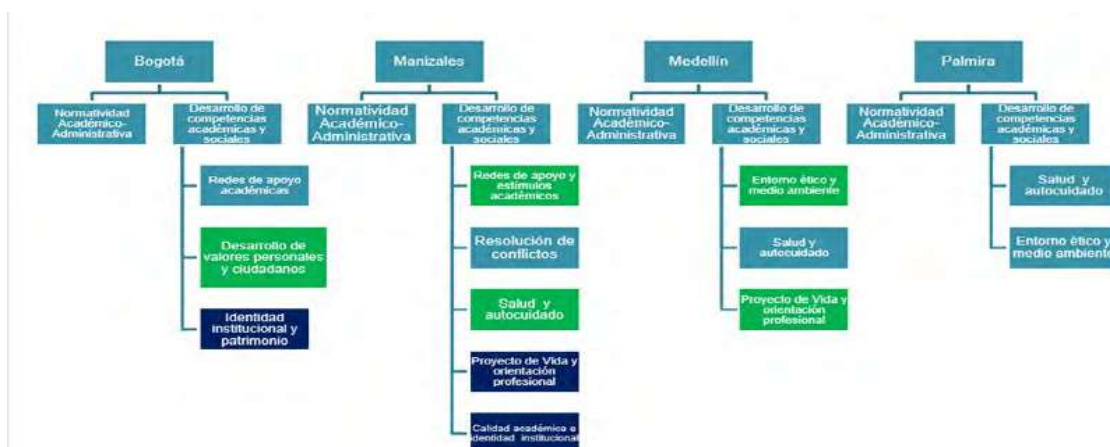 Bogotá
Normatividad
Académico-
Administrativa
Desarrollo de
competencias
académicas y
sociales
Redes de apoyo
académicas
Desarrollo de
valores personales
y ciudadanos
Identidad
institucional y
patrimonio
Manizales
Normatividad
Académico-
Administrativa
Desarrollo de
competencias
académicas y
sociales
Redes de apoyo y
estímulos
académicos
Resolución de
conflictos
Salud y
autocuidado
Proyecto de Vida y
orientación
profesional
Calidad académica e
identidad institucional
Medellín
Normatividad
Académico-
Administrativa
Desarrollo de
competencias
académicas y
sociales
Entorno ético y
medio ambiente
Salud y
autocuidado
Proyecto de Vida y
orientación
profesional
Palmira
Normatividad
Académico-
Administrativa
Desarrollo de
competencias
académicas y
sociales
Salud y
autocuidado
Entorno ético y
medio ambiente